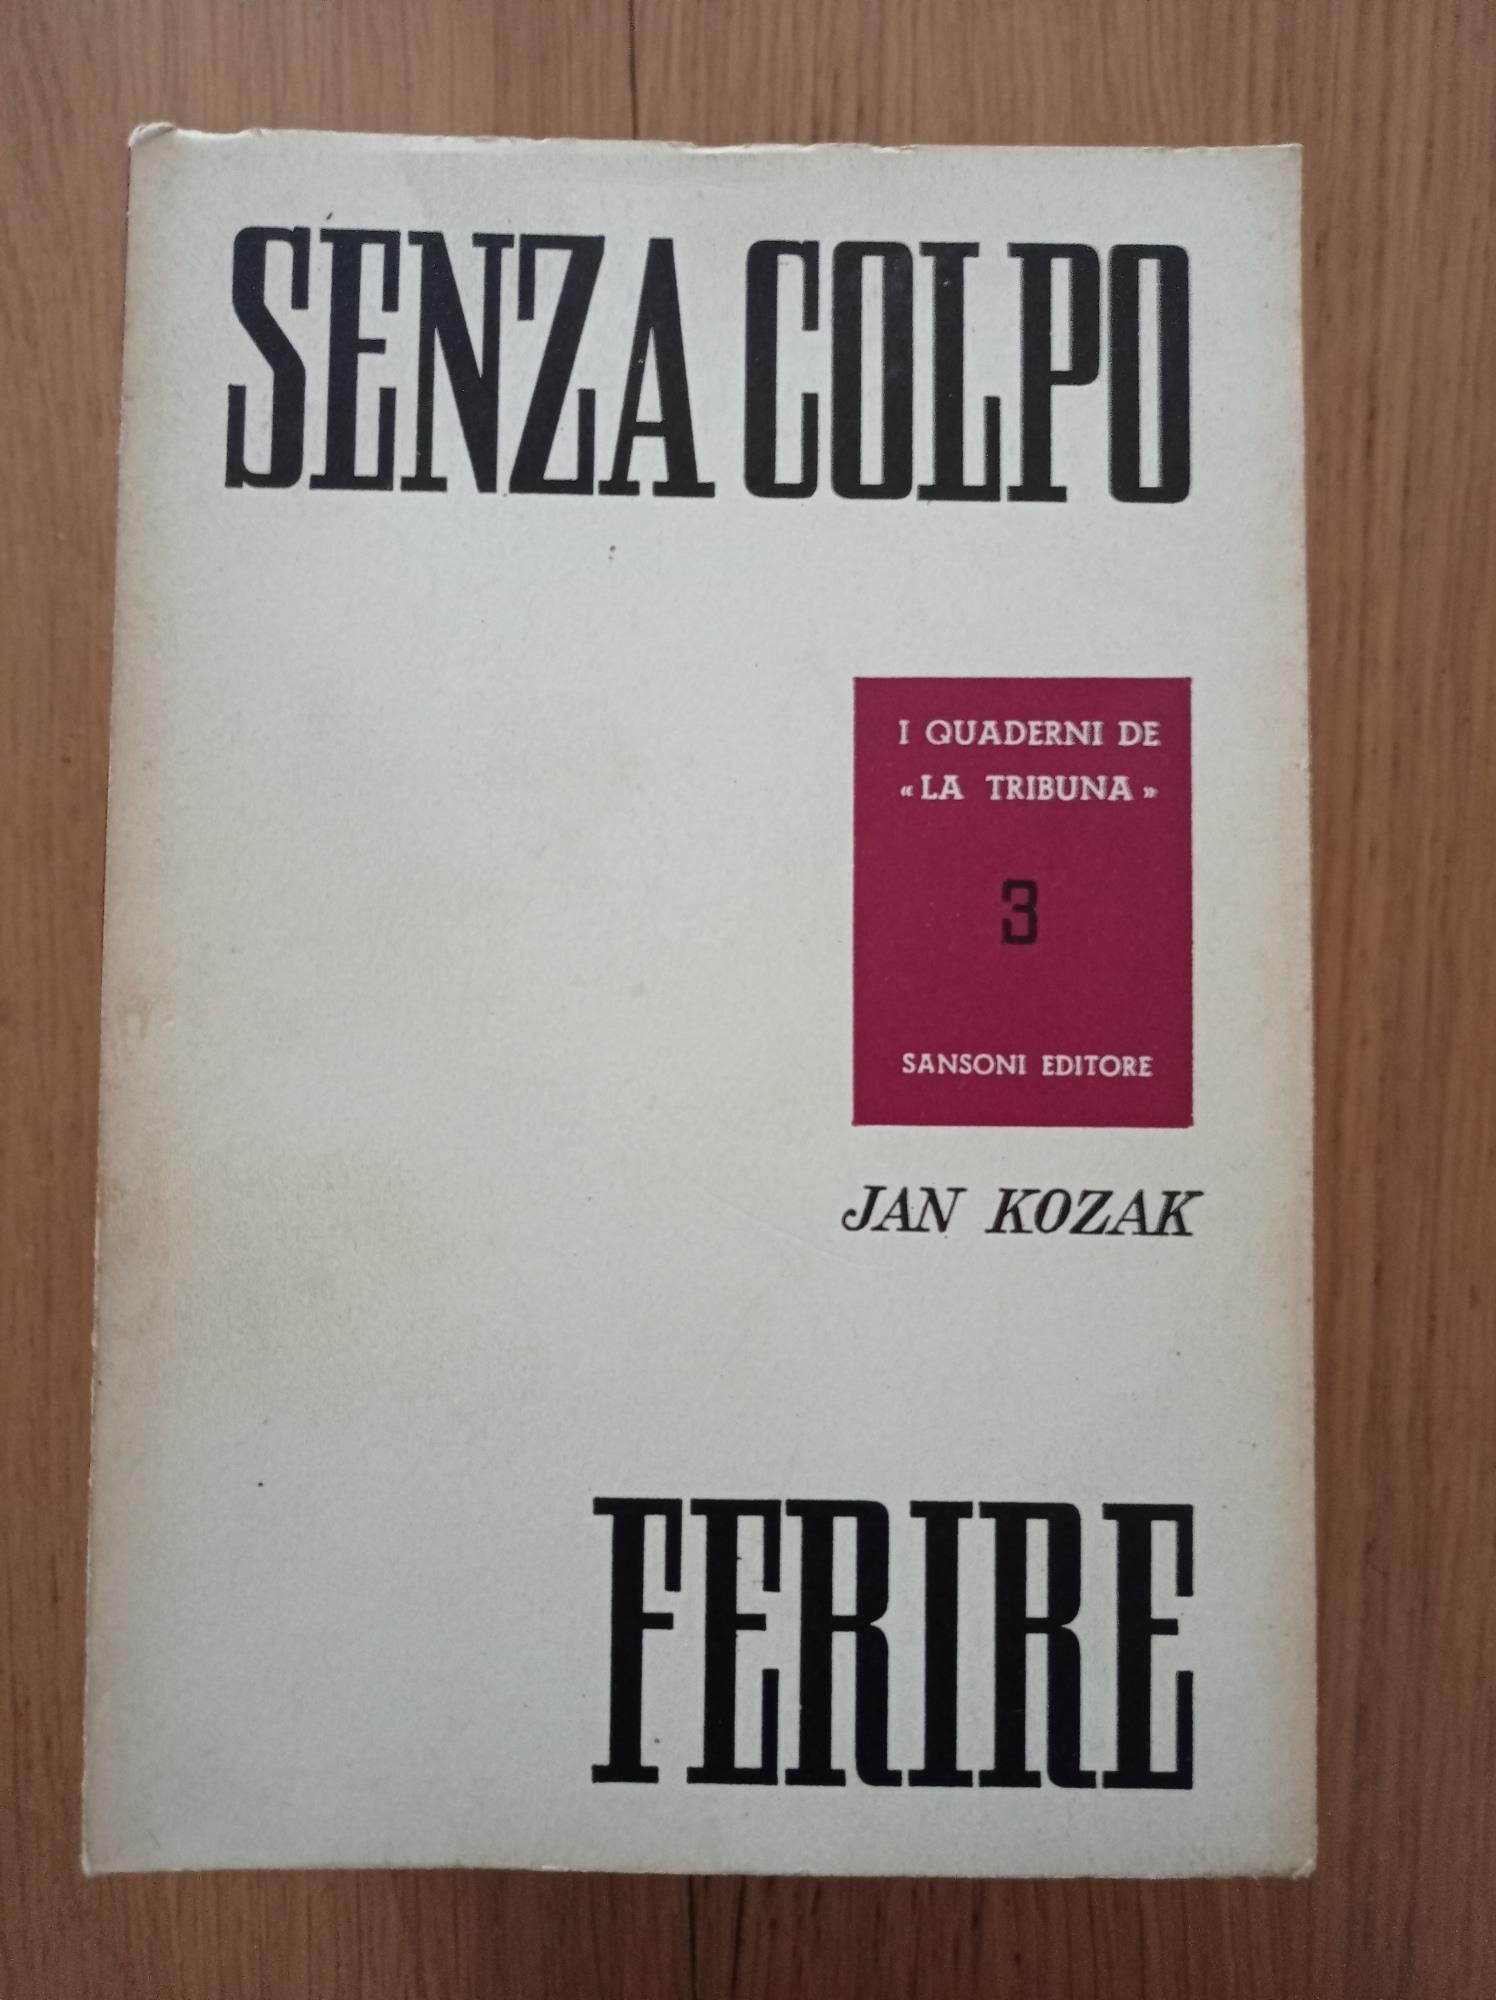 SENZA COLPO
I QUADERNI DE
« LA TRIBUNA »
3
SANSONI EDITORE
JAN KOZAK
FERIRE